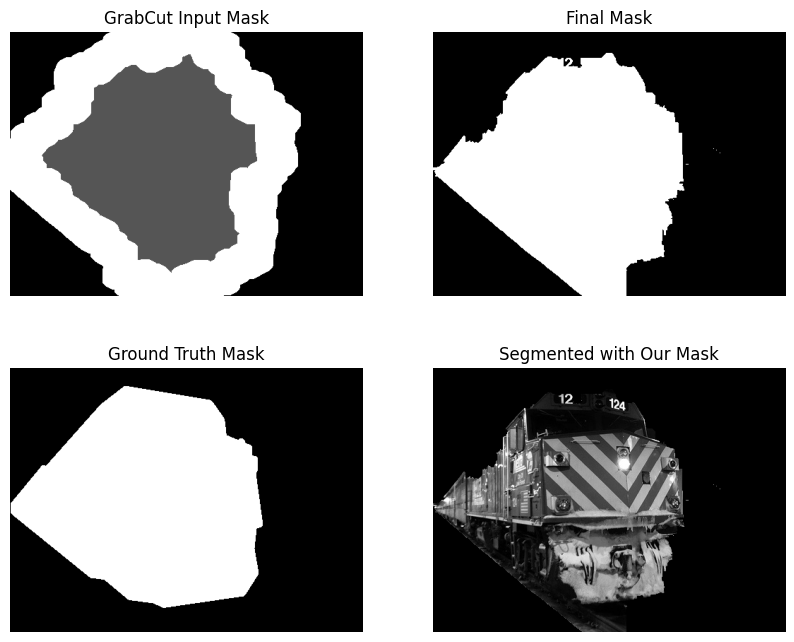 GrabCut Input Mask
Final Mask
12
Ground Truth Mask
Segmented with Our Mask
12
124